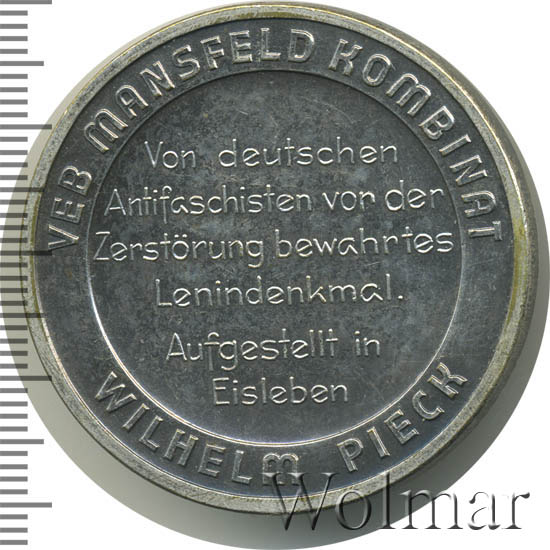 VEB MANSFELD KOMBINAT
Von deutschen
Antifaschisten vor der
Zerstörung bewahrtes
Lenindenkmal.
Aufgestellt in
Eisleben
WILHELM PIECK
Wolmar